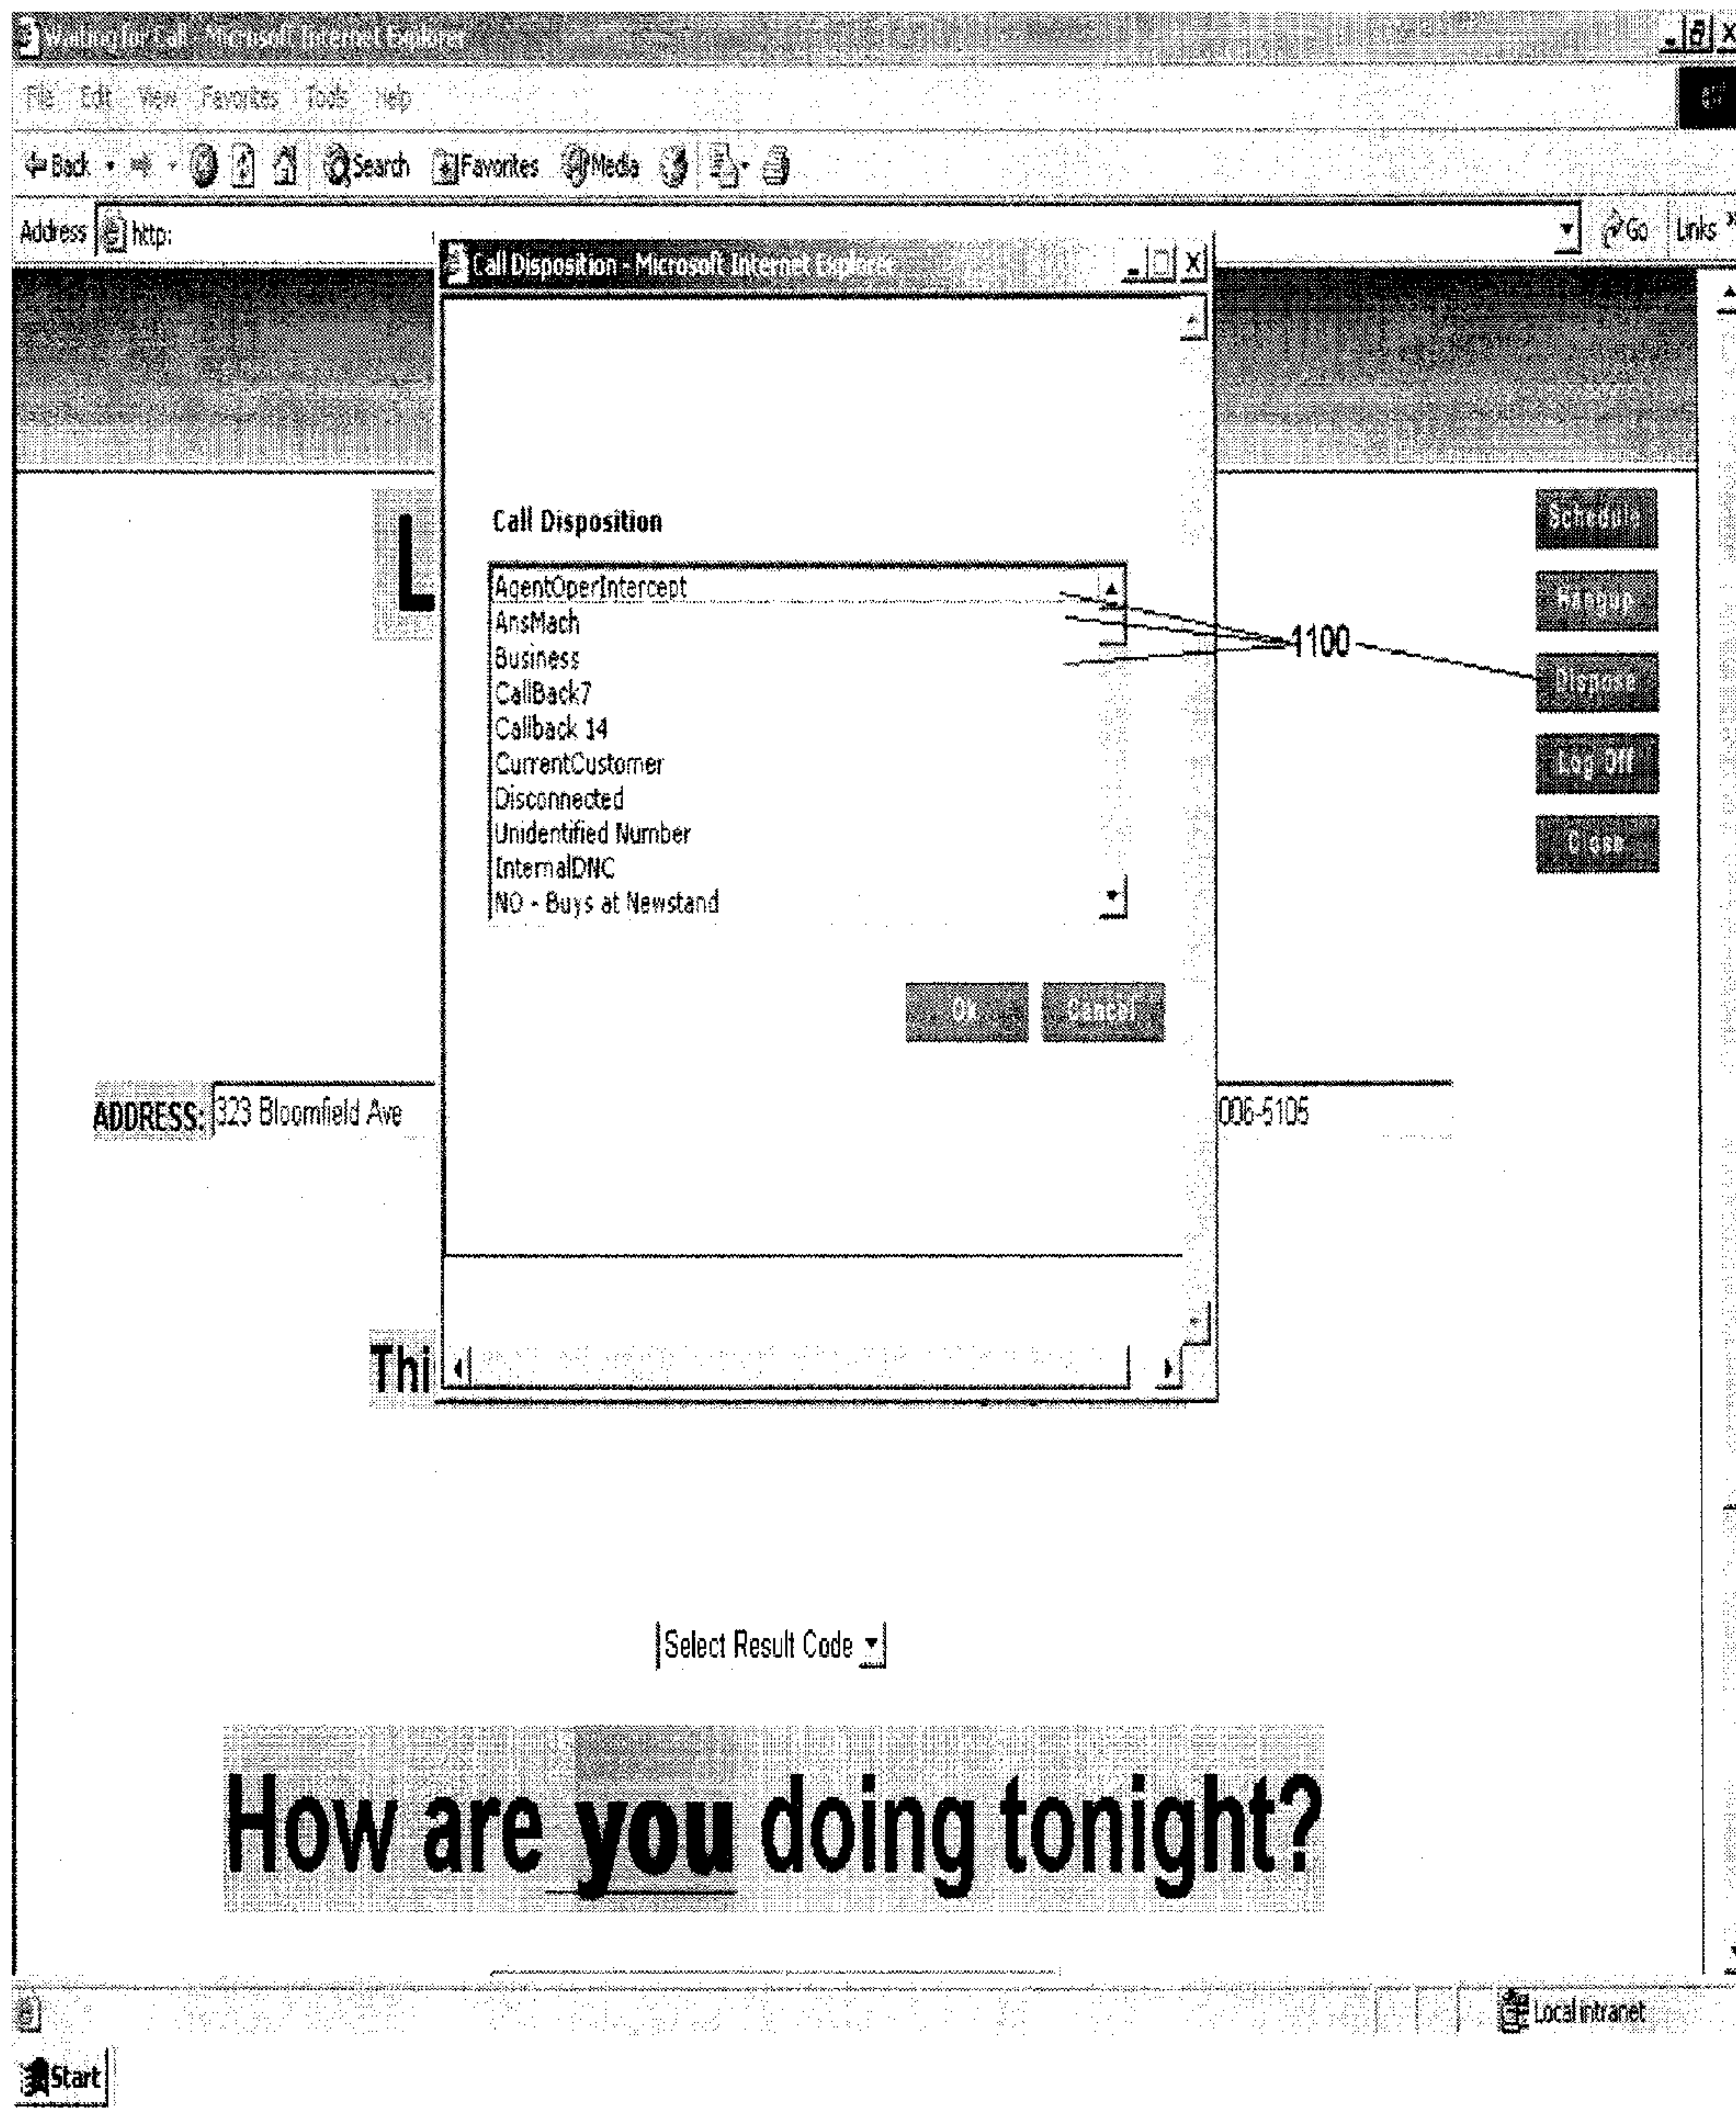 Waiting for Call - Microsoft Internet Explorer
File Edit View Favorites Tools Help
Back Search Favorites Media
Address http: Go Links »
Call Disposition - Microsoft Internet Explorer
L
Call Disposition
AgentOperIntercept
AnsMach
Business
CallBack7
Callback 14
CurrentCustomer
Disconnected
Unidentified Number
InternalDNC
NO - Buys at Newstand
Ok Cancel
1100
Schedule
Hangup
Dispose
Log Off
Close
ADDRESS: 323 Bloomfield Ave 006-5105
Thi
Select Result Code
How are you doing tonight?
Local intranet
Start